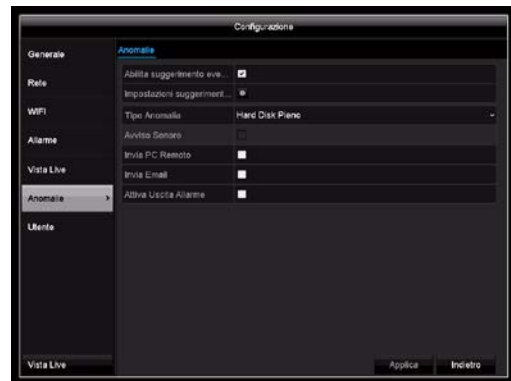 Configurazione
Generale
Rete
WIFI
Allarme
Vista Live
Anomalie
Utente
Vista Live
Anomalie
Abilita suggerimento eve...
Impostazioni suggeriment...
Tipo Anomalia Hard Disk Pieno
Avviso Sonoro
Invia PC Remoto
Invia Email
Attiva Uscita Allarme
Applica Indietro